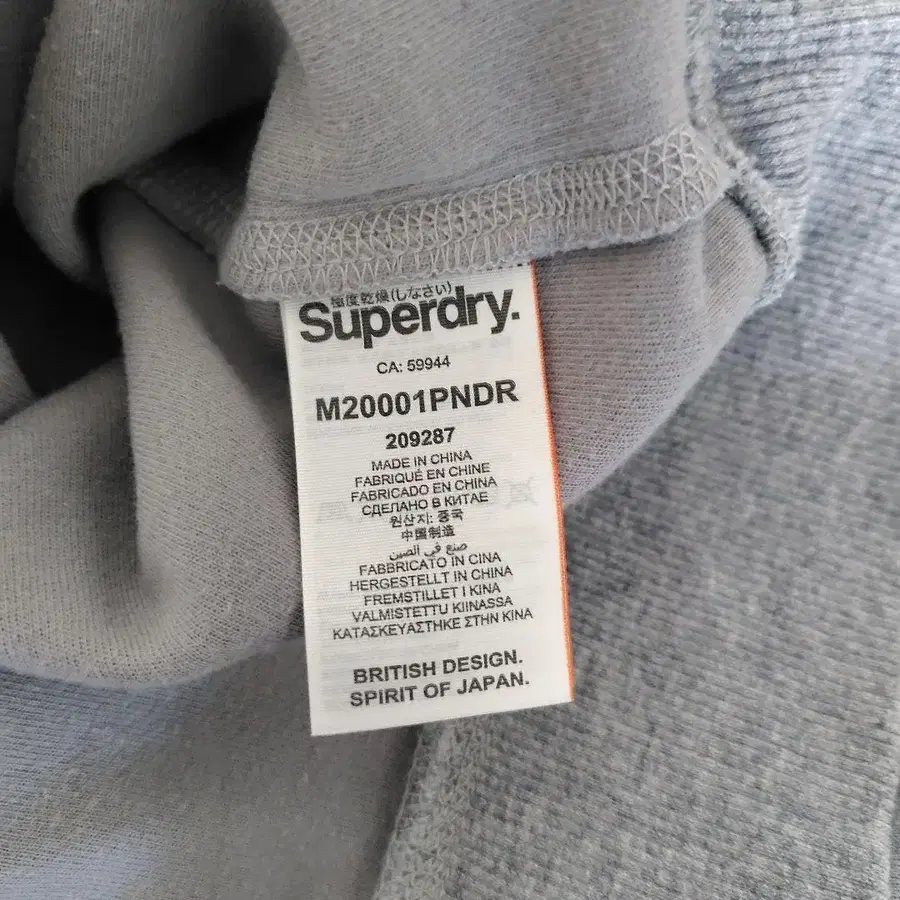 極度乾燥(しなさい)
Superdry.
CA: 59944
M20001PNDR
209287
MADE IN CHINA
FABRIQUÉ EN CHINE
FABRICADO EN CHINA
СДЕЛАНО В КИТАЕ
원산지: 중국
中国制造
صنع في الصين
FABBRICATO IN CINA
HERGESTELLT IN CHINA
FREMSTILLET I KINA
VALMISTETTU KIINASSA
ΚΑΤΑΣΚΕΥΑΣΤΗΚΕ ΣΤΗΝ ΚΙΝΑ
BRITISH DESIGN.
SPIRIT OF JAPAN.